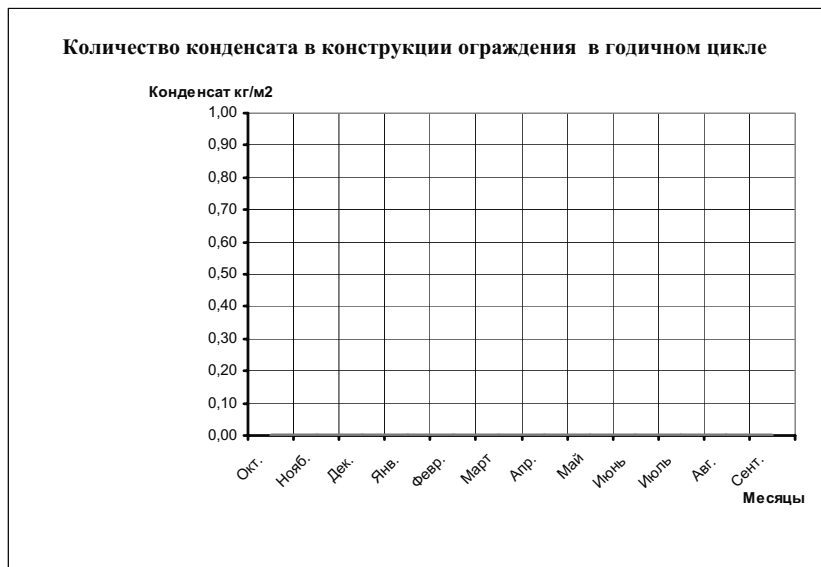 Количество конденсата в конструкции ограждения в годичном цикле
Конденсат кг/м2
1,00
0,90
0,80
0,70
0,60
0,50
0,40
0,30
0,20
0,10
0,00
Окт.
Нояб.
Дек.
Янв.
Февр.
Март
Апр.
Май
Июнь
Июль
Авг.
Сент.
Месяцы